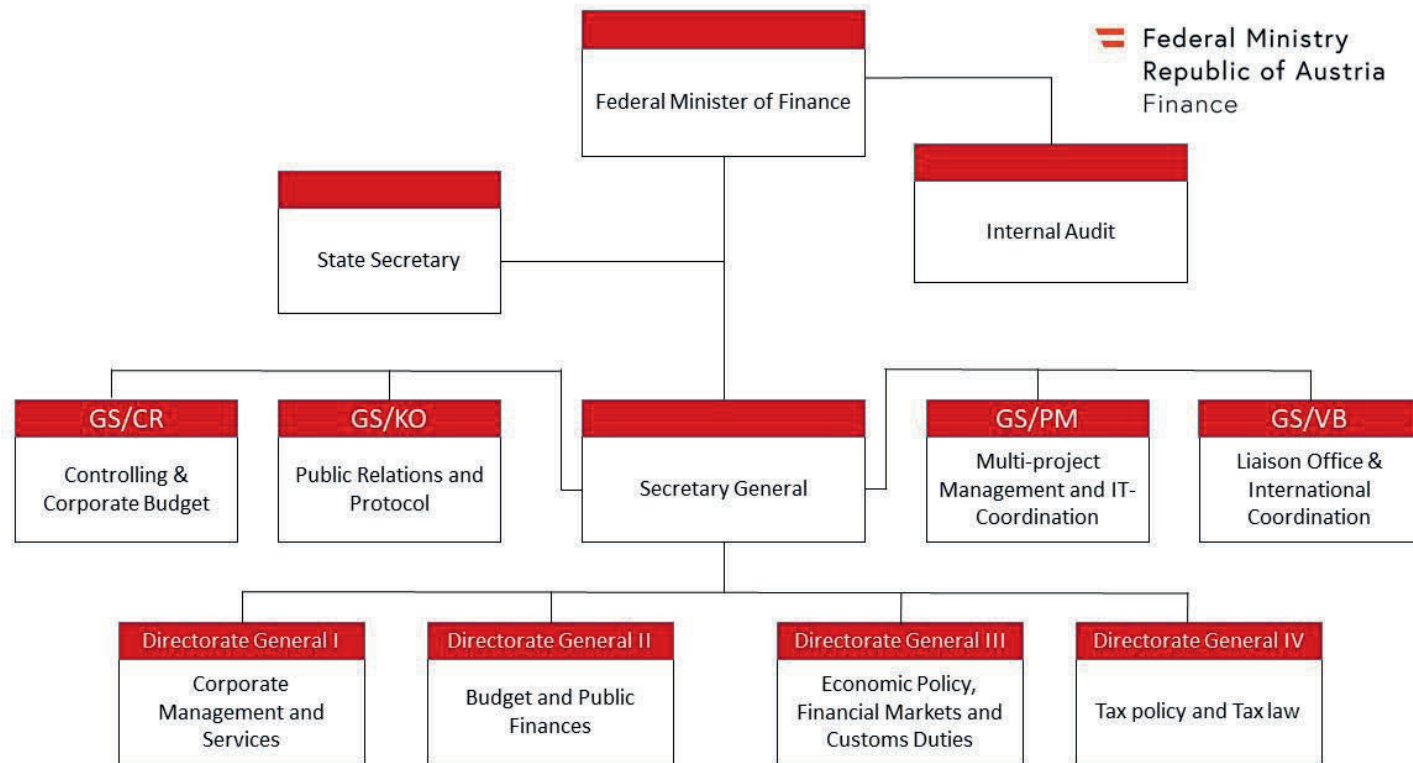 Federal Ministry
Republic of Austria
Finance
Federal Minister of Finance
Internal Audit
State Secretary
GS/CR
Controlling &
Corporate Budget
GS/KO
Public Relations and
Protocol
Secretary General
GS/PM
Multi-project
Management and IT-
Coordination
GS/VB
Liaison Office &
International
Coordination
Directorate General I
Corporate
Management and
Services
Directorate General II
Budget and Public
Finances
Directorate General III
Economic Policy,
Financial Markets and
Customs Duties
Directorate General IV
Tax policy and Tax law